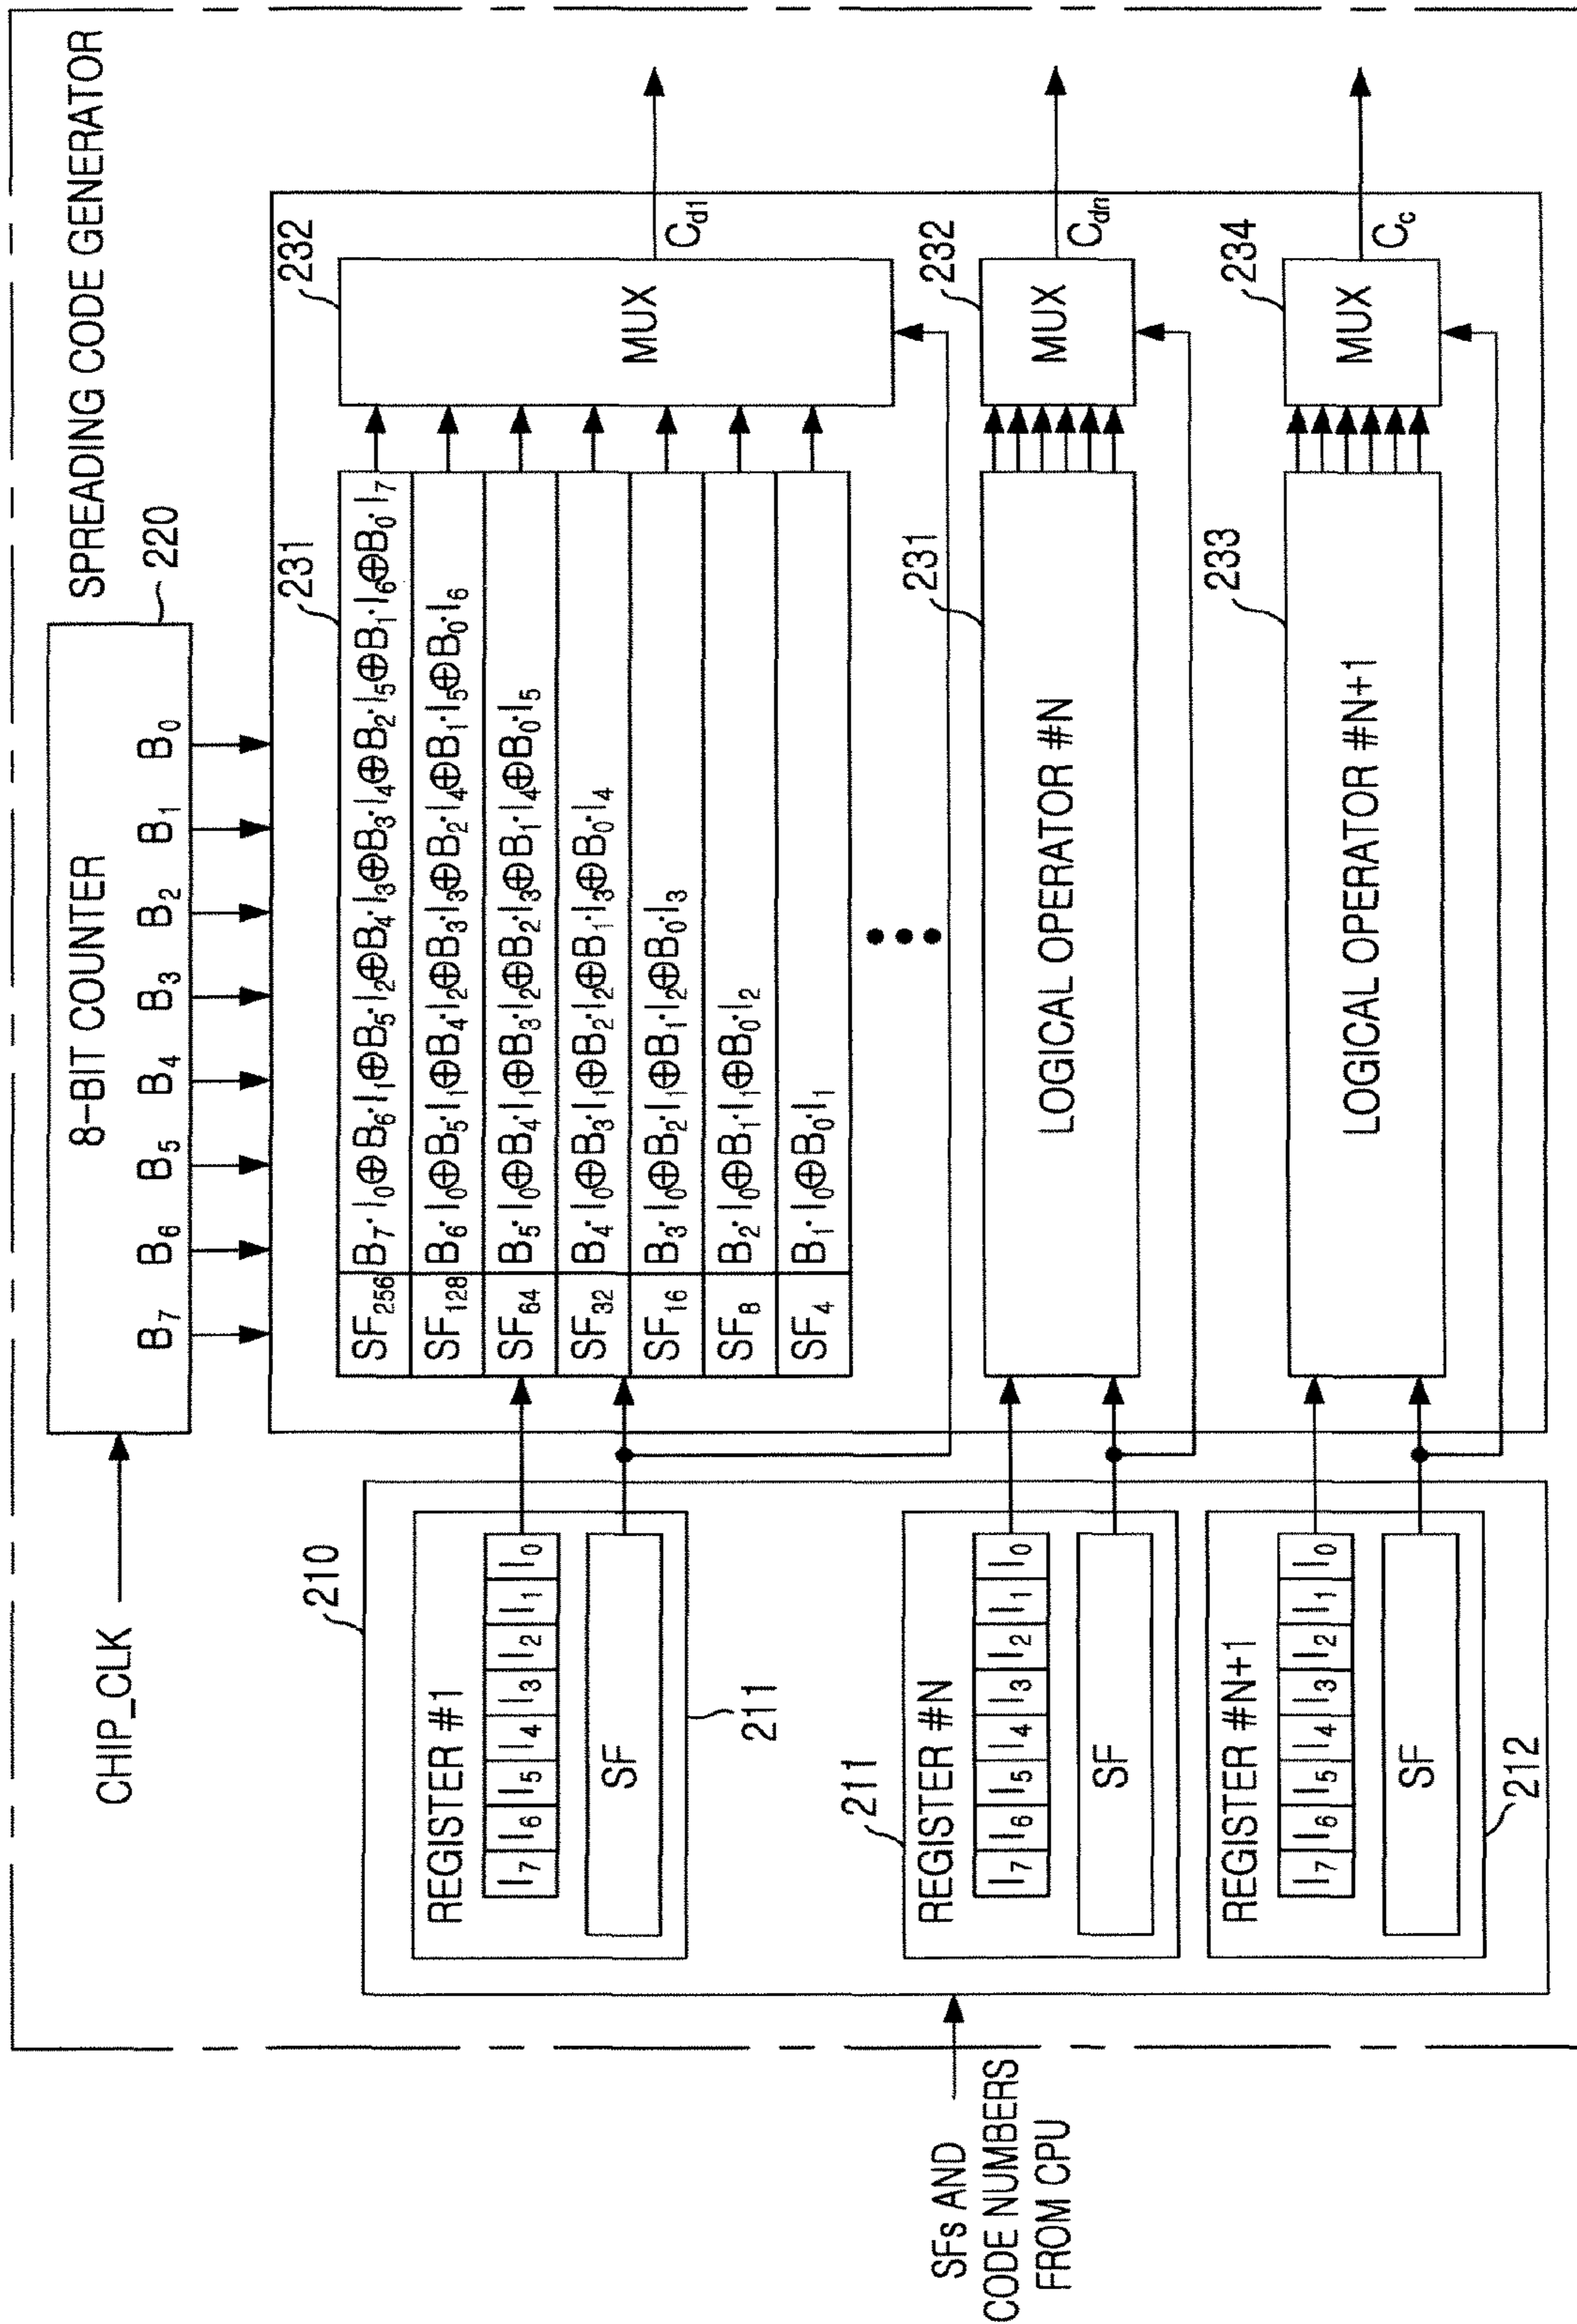 SPREADING CODE GENERATOR
CHIP_CLK
8-BIT COUNTER
220
B7 B6 B5 B4 B3 B2 B1 B0
210
REGISTER #1
I7 I6 I5 I4 I3 I2 I1 I0
SF
211
231
SF256 B7·I0⊕B6·I1⊕B5·I2⊕B4·I3⊕B3·I4⊕B2·I5⊕B1·I6⊕B0·I7
SF128 B6·I0⊕B5·I1⊕B4·I2⊕B3·I3⊕B2·I4⊕B1·I5⊕B0·I6
SF64 B5·I0⊕B4·I1⊕B3·I2⊕B2·I3⊕B1·I4⊕B0·I5
SF32 B4·I0⊕B3·I1⊕B2·I2⊕B1·I3⊕B0·I4
SF16 B3·I0⊕B2·I1⊕B1·I2⊕B0·I3
SF8 B2·I0⊕B1·I1⊕B0·I2
SF4 B1·I0⊕B0·I1
232
MUX
Cd1
SFs AND
CODE NUMBERS
FROM CPU
211
REGISTER #N
I7 I6 I5 I4 I3 I2 I1 I0
SF
231
LOGICAL OPERATOR #N
232
MUX
Cdn
REGISTER #N+1
I7 I6 I5 I4 I3 I2 I1 I0
SF
212
233
LOGICAL OPERATOR #N+1
234
MUX
Cc